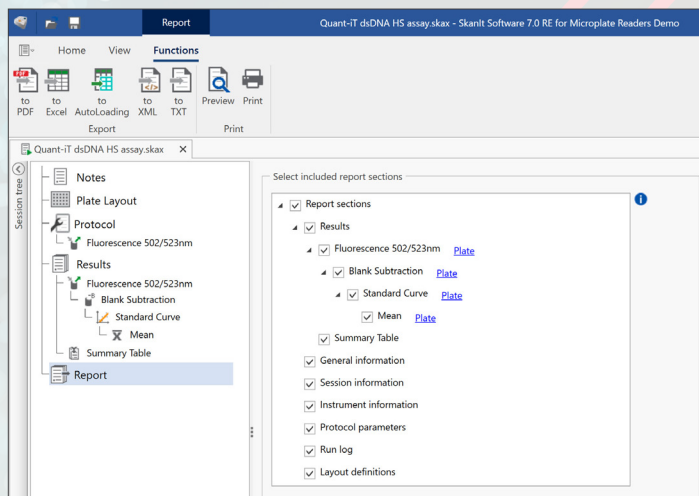 Report
Quant-iT dsDNA HS assay.skax - SkanIt Software 7.0 RE for Microplate Readers Demo
Home View Functions
PDF
to PDF
to Excel
to AutoLoading
</>
to XML
to TXT
Preview
Print
Export
Print
Quant-iT dsDNA HS assay.skax X
Session tree
Notes
Plate Layout
Protocol
Fluorescence 502/523nm
Results
Fluorescence 502/523nm
Blank Subtraction
Standard Curve
Mean
Summary Table
Report
Select included report sections
Report sections
Results
Fluorescence 502/523nm Plate
Blank Subtraction Plate
Standard Curve Plate
Mean Plate
Summary Table
General information
Session information
Instrument information
Protocol parameters
Run log
Layout definitions